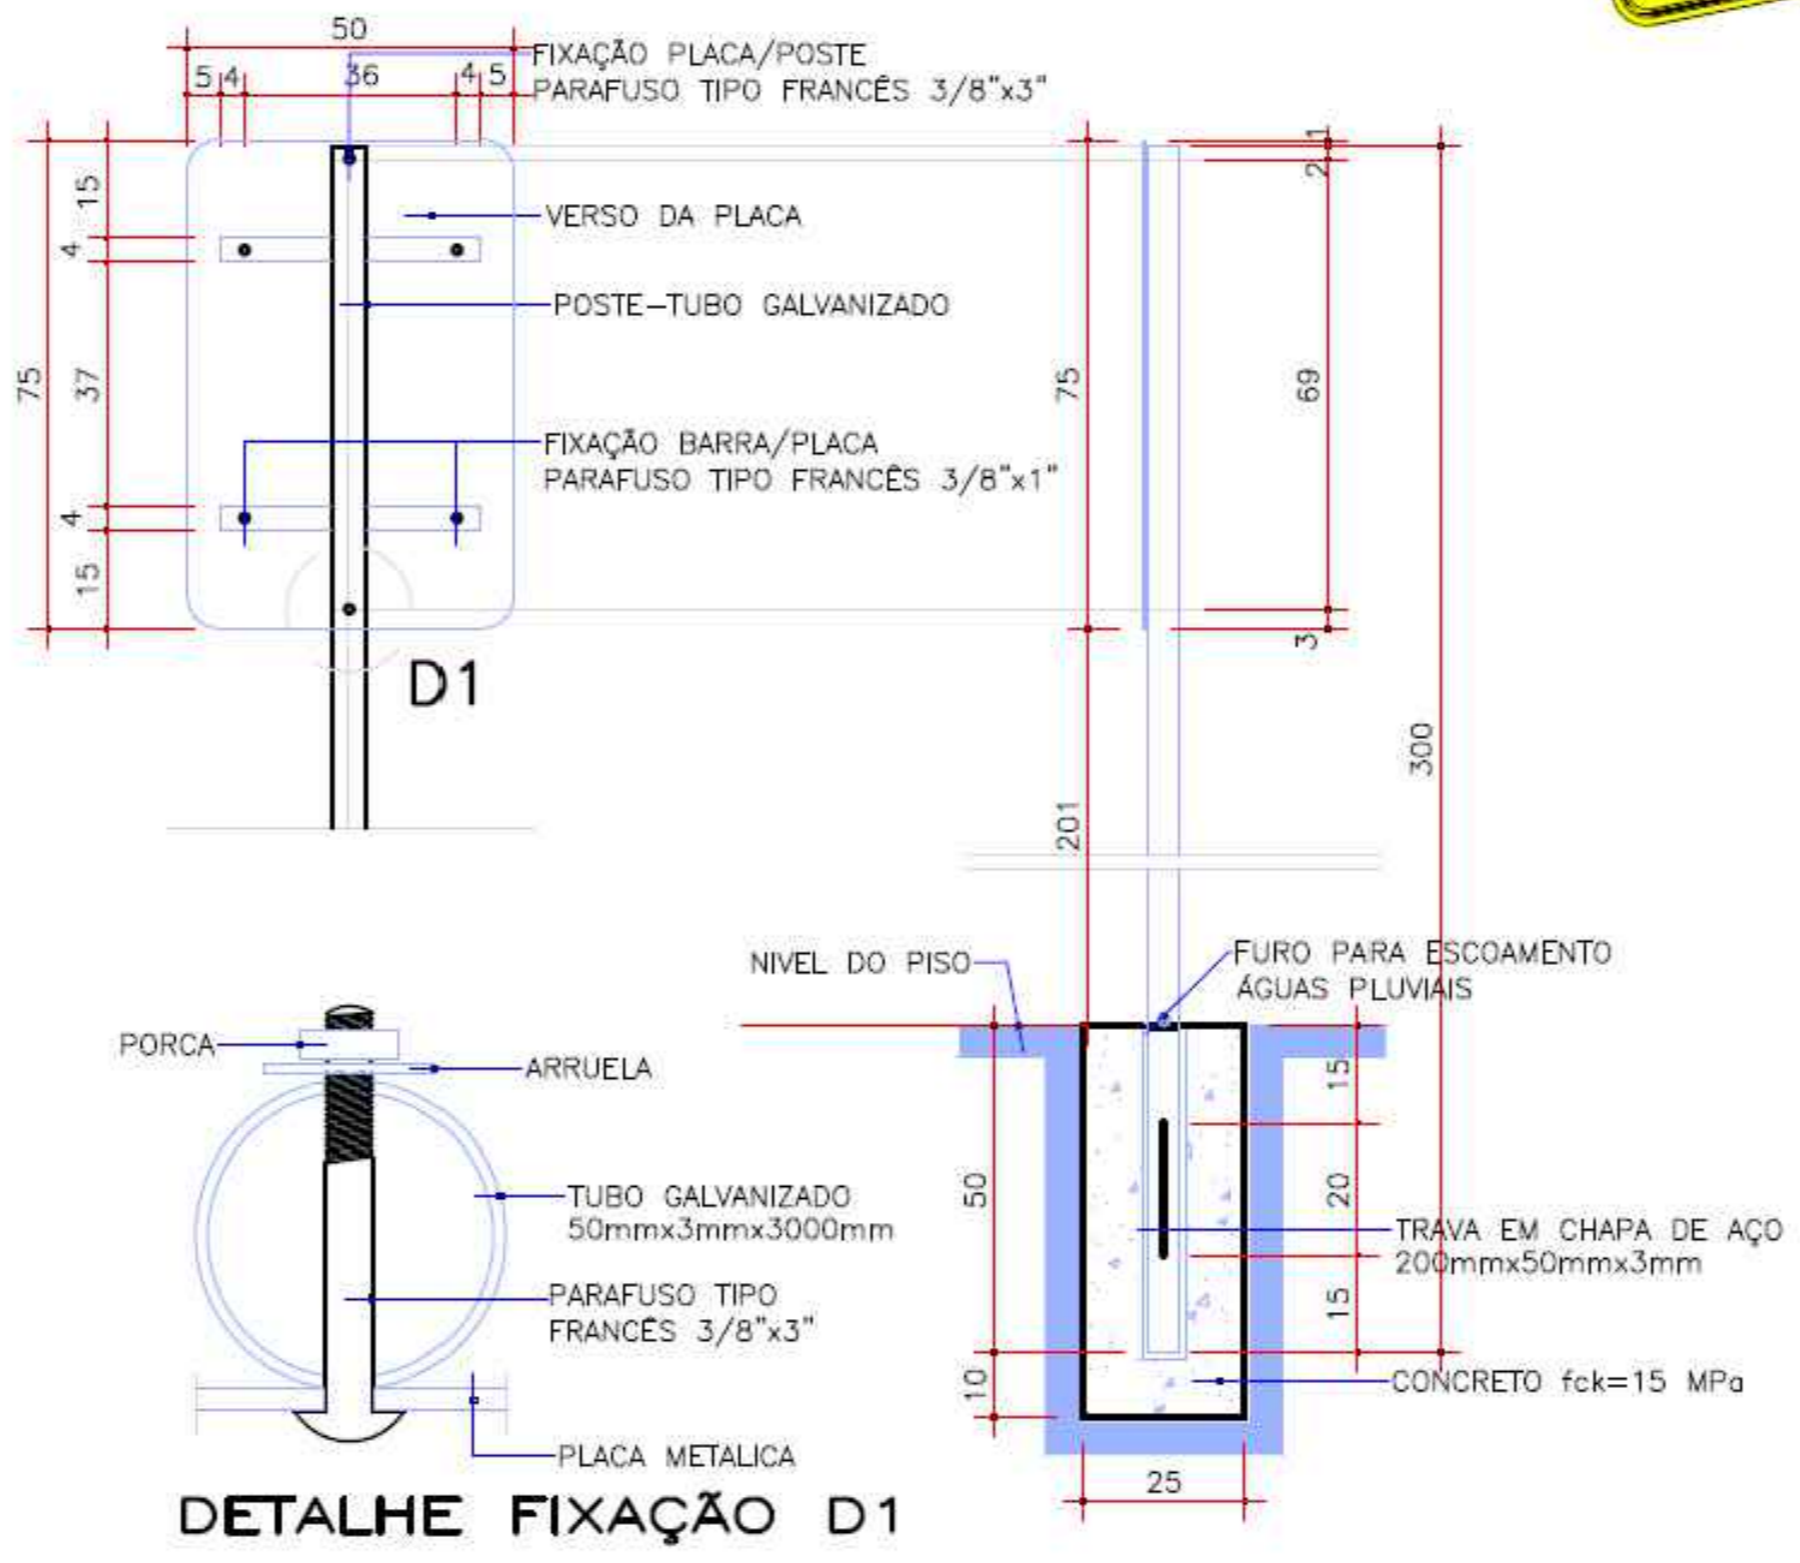 50
5 4 36 4 5
FIXAÇÃO PLACA/POSTE
PARAFUSO TIPO FRANCÊS 3/8"x3"
15
4
37
4
15
75
VERSO DA PLACA
POSTE-TUBO GALVANIZADO
FIXAÇÃO BARRA/PLACA
PARAFUSO TIPO FRANCÊS 3/8"x1"
D1
75
201
1
2
69
3
300
NIVEL DO PISO
FURO PARA ESCOAMENTO
ÁGUAS PLUVIAIS
50
10
15
20
15
25
TRAVA EM CHAPA DE AÇO
200mmx50mmx3mm
CONCRETO fck=15 MPa
PORCA
ARRUELA
TUBO GALVANIZADO
50mmx3mmx3000mm
PARAFUSO TIPO
FRANCÊS 3/8"x3"
PLACA METALICA
DETALHE FIXAÇÃO D1